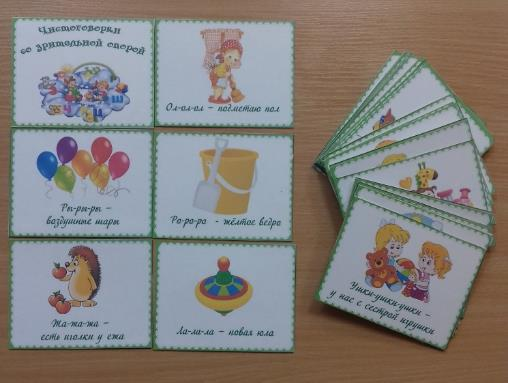 Чистоговорки
со зрительной опорой
Ол-ол-ол – подметаю пол
Ры-ры-ры –
воздушные шары
Ро-ро-ро - жёлтое ведро
Жа-жа-жа –
есть иголки у ежа
Ла-ла-ла – новая юла
Ушки-ушки-ушки –
у нас с сестрой игрушки